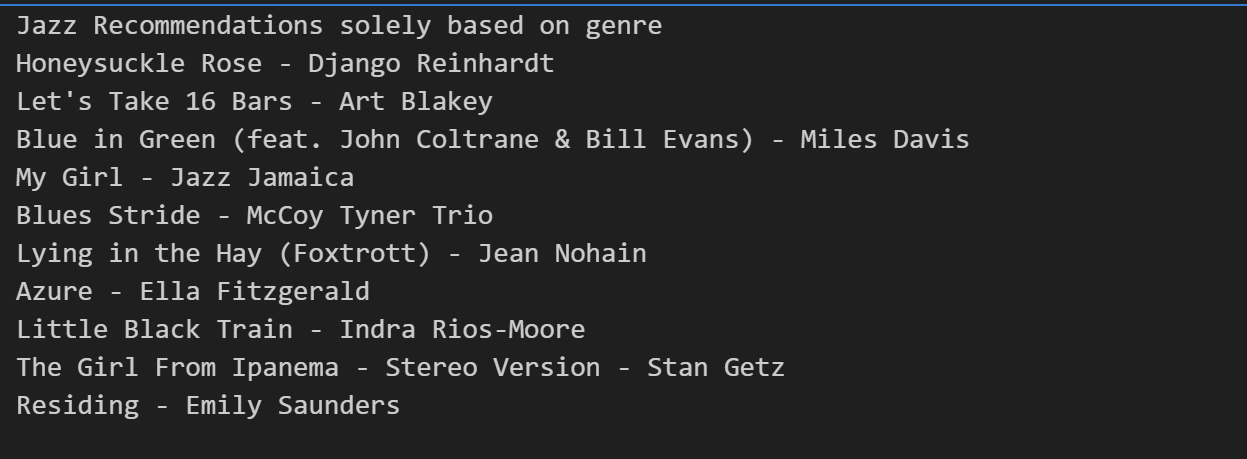 Jazz Recommendations solely based on genre
Honeysuckle Rose - Django Reinhardt
Let's Take 16 Bars - Art Blakey
Blue in Green (feat. John Coltrane & Bill Evans) - Miles Davis
My Girl - Jazz Jamaica
Blues Stride - McCoy Tyner Trio
Lying in the Hay (Foxtrott) - Jean Nohain
Azure - Ella Fitzgerald
Little Black Train - Indra Rios-Moore
The Girl From Ipanema - Stereo Version - Stan Getz
Residing - Emily Saunders